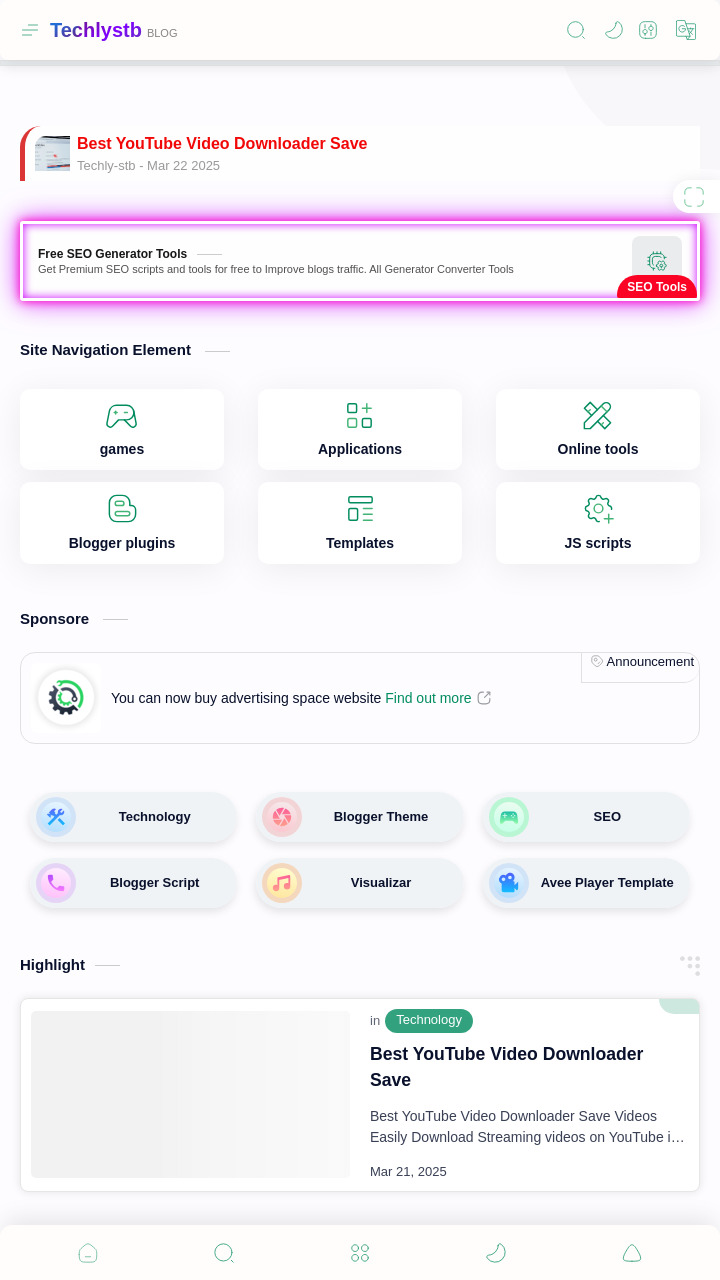 Techlystb BLOG
Best YouTube Video Downloader Save
Techly-stb - Mar 22 2025
Free SEO Generator Tools
Get Premium SEO scripts and tools for free to Improve blogs traffic. All Generator Converter Tools
SEO Tools
Site Navigation Element
games
Applications
Online tools
Blogger plugins
Templates
JS scripts
Sponsore
Announcement
You can now buy advertising space website Find out more
Technology
Blogger Theme
SEO
Blogger Script
Visualizar
Avee Player Template
Highlight
in Technology
Best YouTube Video Downloader
Save
Best YouTube Video Downloader Save Videos
Easily Download Streaming videos on YouTube i...
Mar 21, 2025